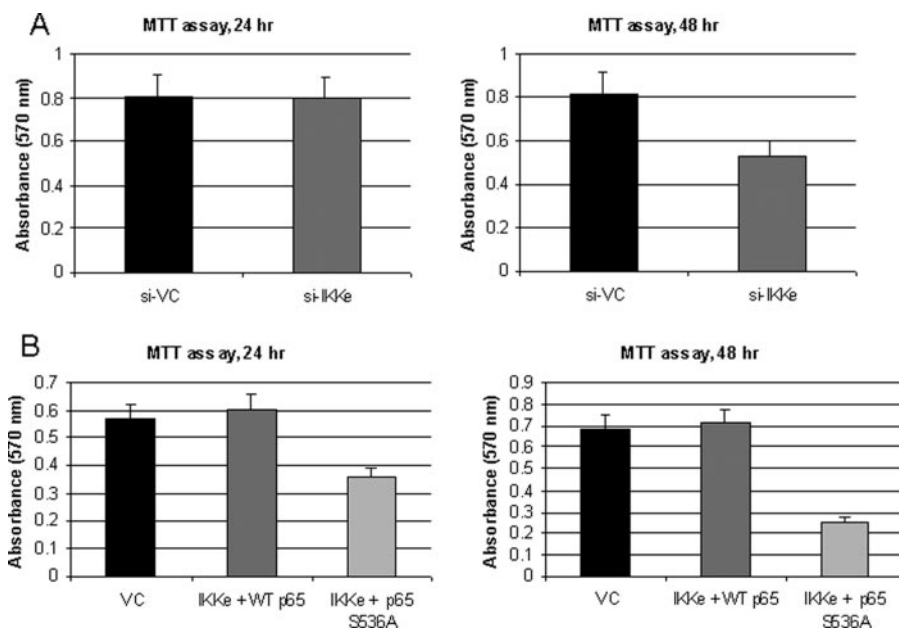 A
MTT assay, 24 hr
Absorbance (570 nm)
1
0.8
0.6
0.4
0.2
0
si-VC
si-IKKe
MTT assay, 48 hr
Absorbance (570 nm)
1
0.8
0.6
0.4
0.2
0
si-VC
si-IKKe
B
MTT assay, 24 hr
Absorbance (570 nm)
0.7
0.6
0.5
0.4
0.3
0.2
0.1
0
VC
IKKe + WT p65
IKKe + p65
S536A
MTT assay, 48 hr
Absorbance (570 nm)
0.9
0.8
0.7
0.6
0.5
0.4
0.3
0.2
0.1
0
VC
IKKe + WT p65
IKKe + p65
S536A